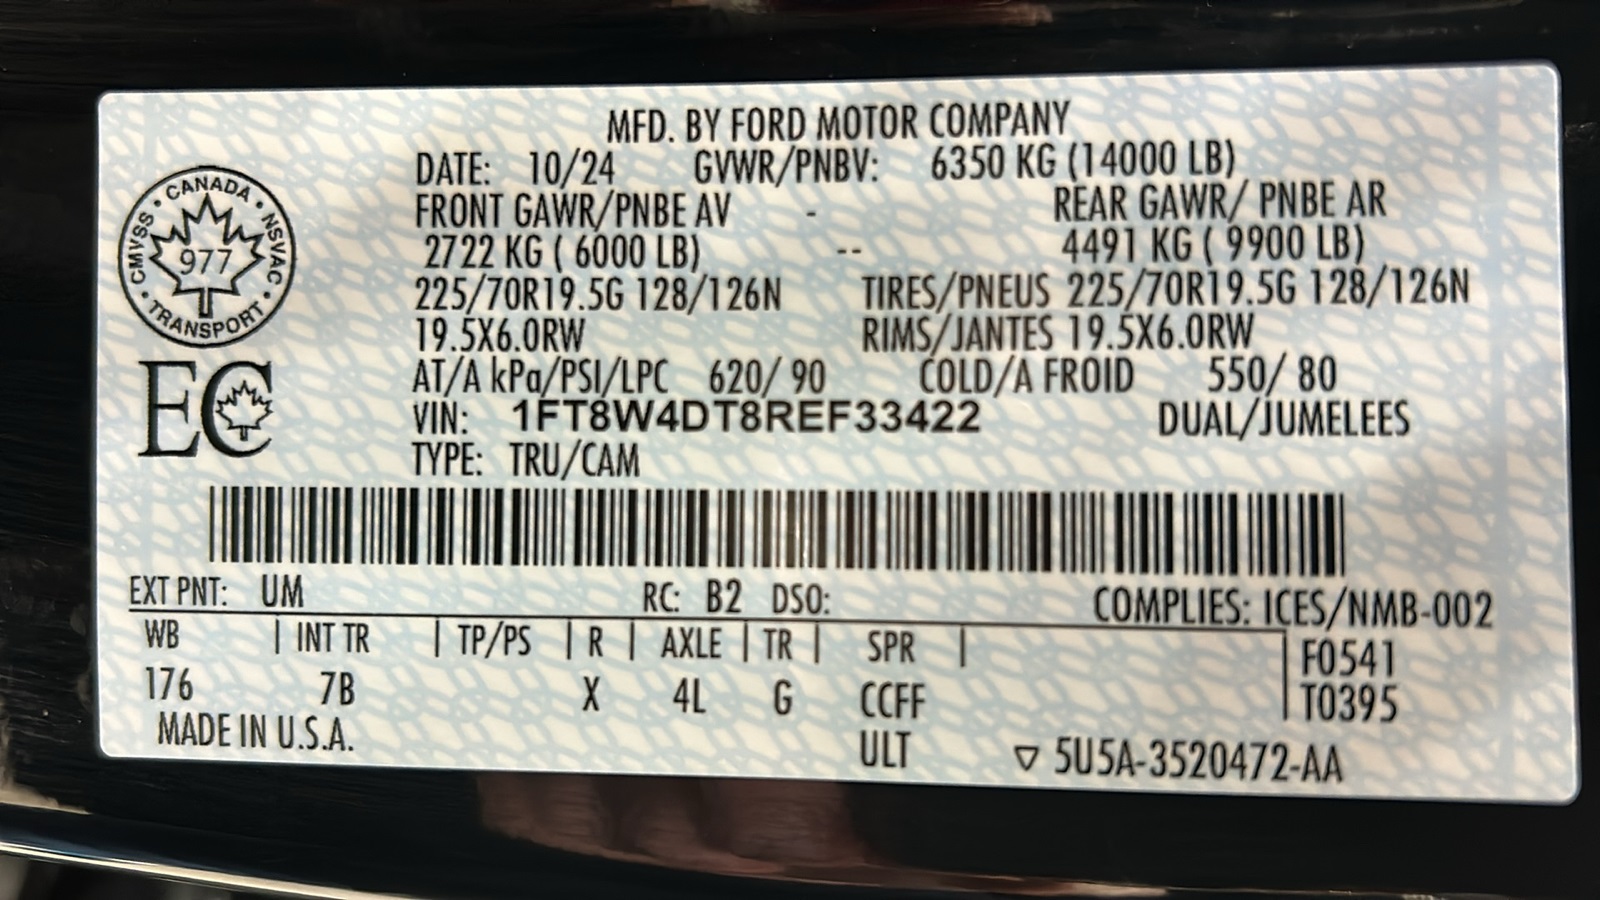 MFD. BY FORD MOTOR COMPANY
DATE: 10/24 GVWR/PNBV: 6350 KG (14000 LB)
FRONT GAWR/PNBE AV - REAR GAWR/ PNBE AR
2722 KG ( 6000 LB) -- 4491 KG ( 9900 LB)
225/70R19.5G 128/126N TIRES/PNEUS 225/70R19.5G 128/126N
19.5X6.0RW RIMS/JANTES 19.5X6.0RW
AT/A kPa/PSI/LPC 620/ 90 COLD/A FROID 550/ 80
VIN: 1FT8W4DT8REF33422 DUAL/JUMELEES
TYPE: TRU/CAM
CANADA • NSVAC • TRANSPORT • CMVSS •
977
EC
EXT PNT: UM RC: B2 DSO: COMPLIES: ICES/NMB-002
WB | INT TR | TP/PS | R | AXLE | TR | SPR | F0541
176 7B X 4L G CCFF T0395
MADE IN U.S.A. ULT ▽ 5U5A-3520472-AA